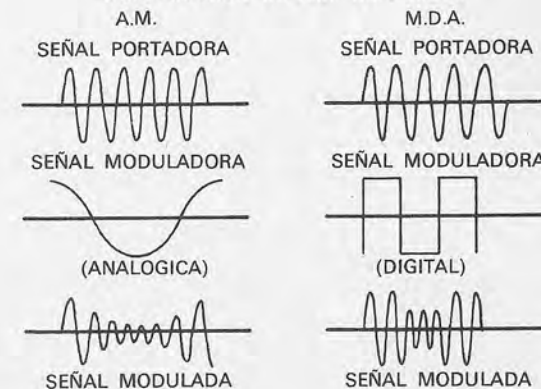 A.M.
SEÑAL PORTADORA
SEÑAL MODULADORA
(ANALOGICA)
SEÑAL MODULADA
M.D.A.
SEÑAL PORTADORA
SEÑAL MODULADORA
(DIGITAL)
SEÑAL MODULADA